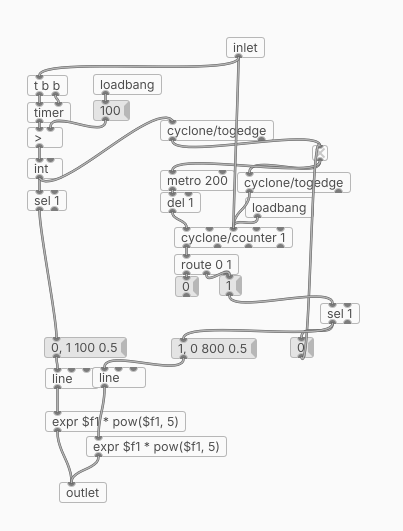 inlet
t b b
loadbang
timer
100
>
cyclone/togedge
int
metro 200
cyclone/togedge
sel 1
del 1
loadbang
cyclone/counter 1
route 0 1
0
1
sel 1
0, 1 100 0.5
1, 0 800 0.5
0
line
line
expr $f1 * pow($f1, 5)
expr $f1 * pow($f1, 5)
outlet